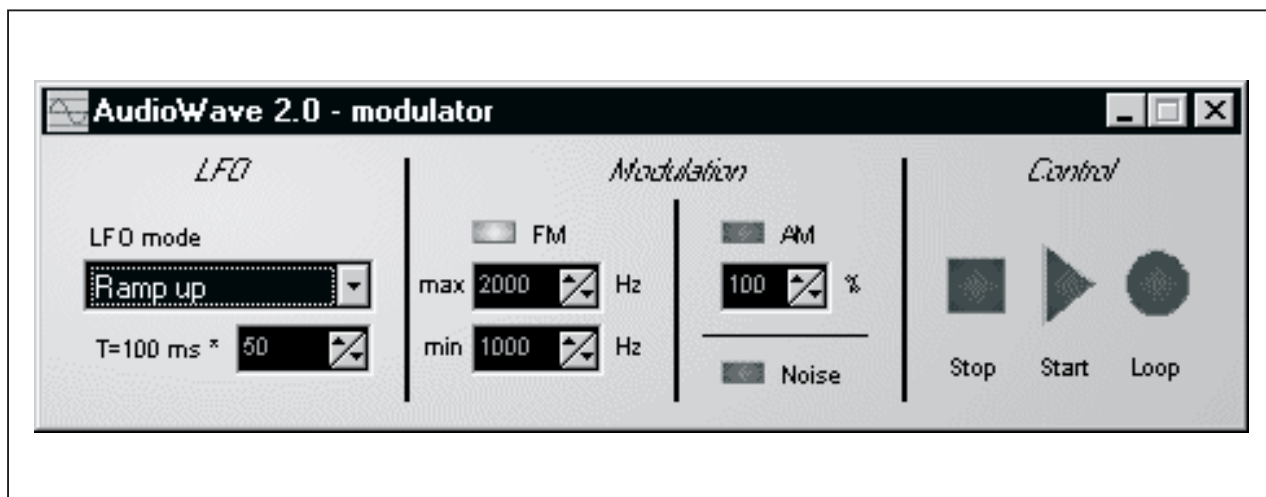 AudioWave 2.0 - modulator
LFO
LFO mode
Ramp up
T=100 ms * 50
Modulation
FM
max 2000 Hz
min 1000 Hz
AM
100 %
Noise
Control
Stop Start Loop